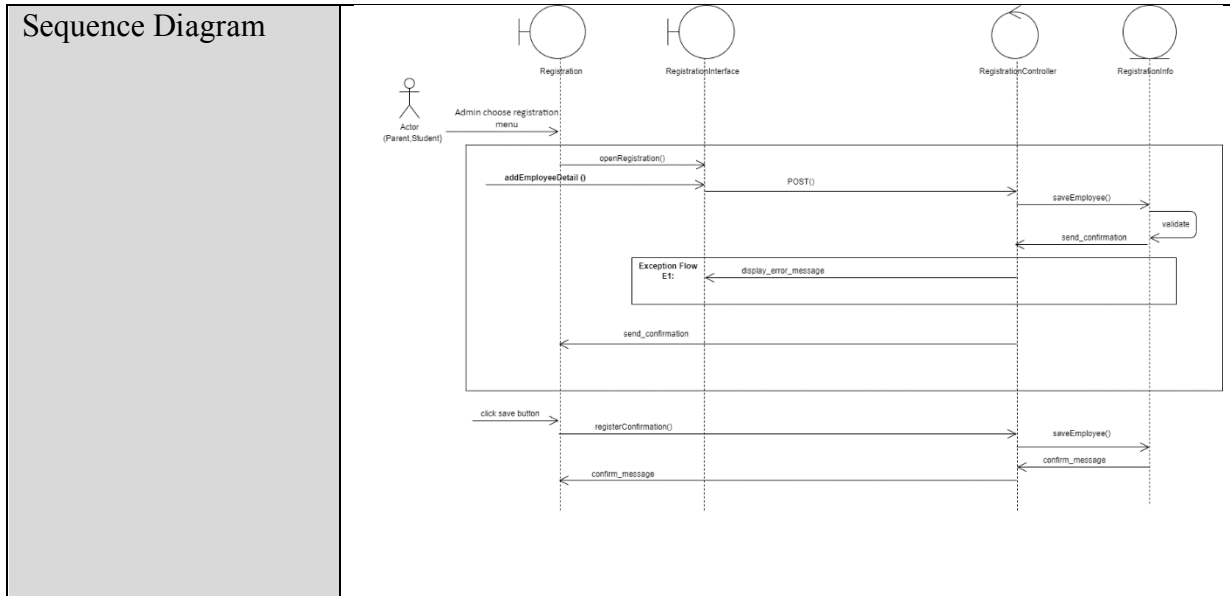 Sequence Diagram
Registration
RegistrationInterface
RegistrationController
RegistrationInfo
Actor
(Parent,Student)
Admin choose registration
menu
openRegistration()
addEmployeeDetail ()
POST()
saveEmployee()
validate
send_confirmation
Exception Flow
E1:
display_error_message
send_confirmation
click save button
registerConfirmation()
saveEmployee()
confirm_message
confirm_message